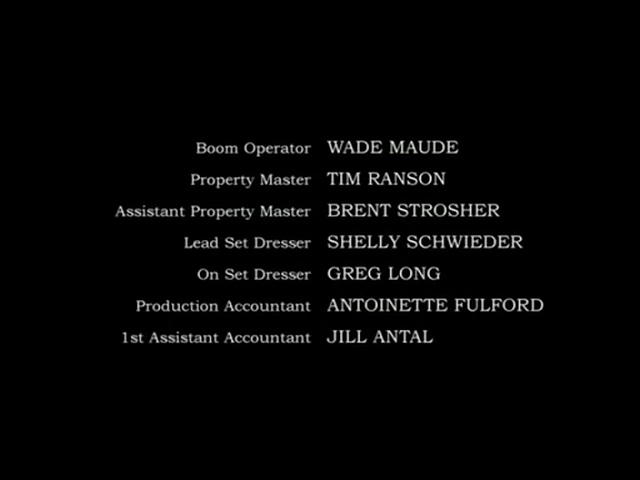 Boom Operator WADE MAUDE
Property Master TIM RANSON
Assistant Property Master BRENT STROSHER
Lead Set Dresser SHELLY SCHWIEDER
On Set Dresser GREG LONG
Production Accountant ANTOINETTE FULFORD
1st Assistant Accountant JILL ANTAL